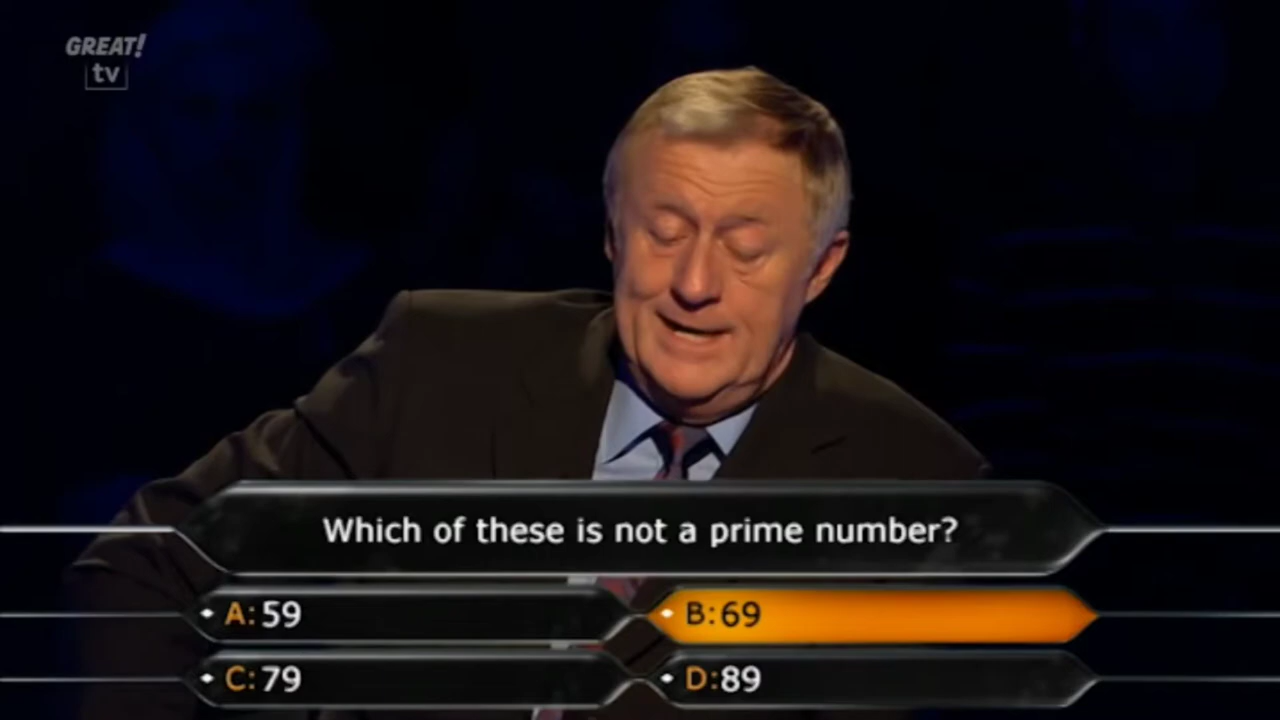 GREAT!
tv
Which of these is not a prime number?
A: 59
B: 69
C: 79
D: 89